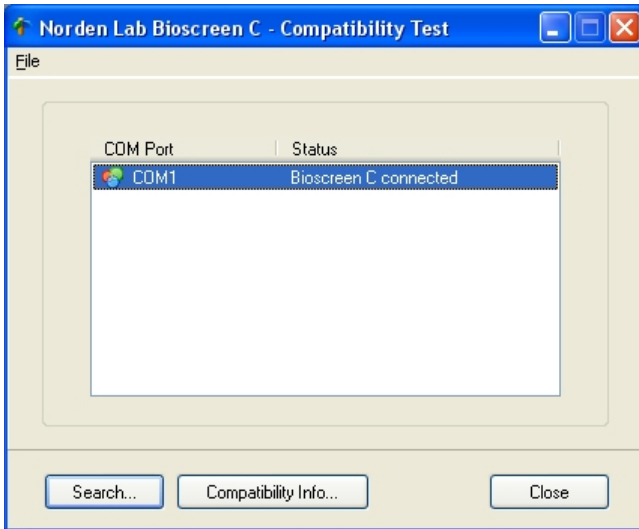 Norden Lab Bioscreen C - Compatibility Test
File
COM Port Status
COM1 Bioscreen C connected
Search... Compatibility Info... Close